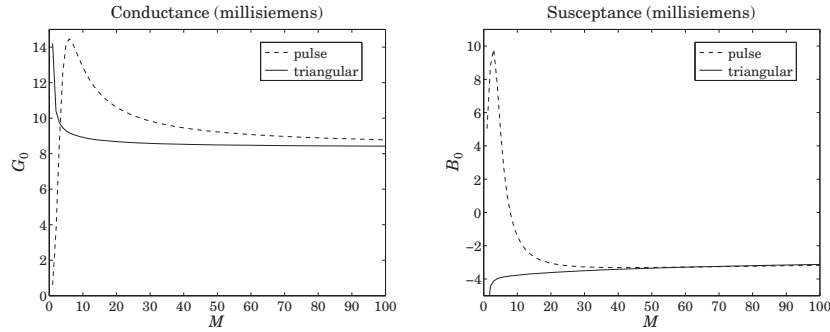 Conductance (millisiemens)
14
12
10
8
6
4
2
0
G0
pulse
triangular
0 10 20 30 40 50 60 70 80 90 100
M
Susceptance (millisiemens)
10
8
6
4
2
0
−2
−4
B0
pulse
triangular
0 10 20 30 40 50 60 70 80 90 100
M